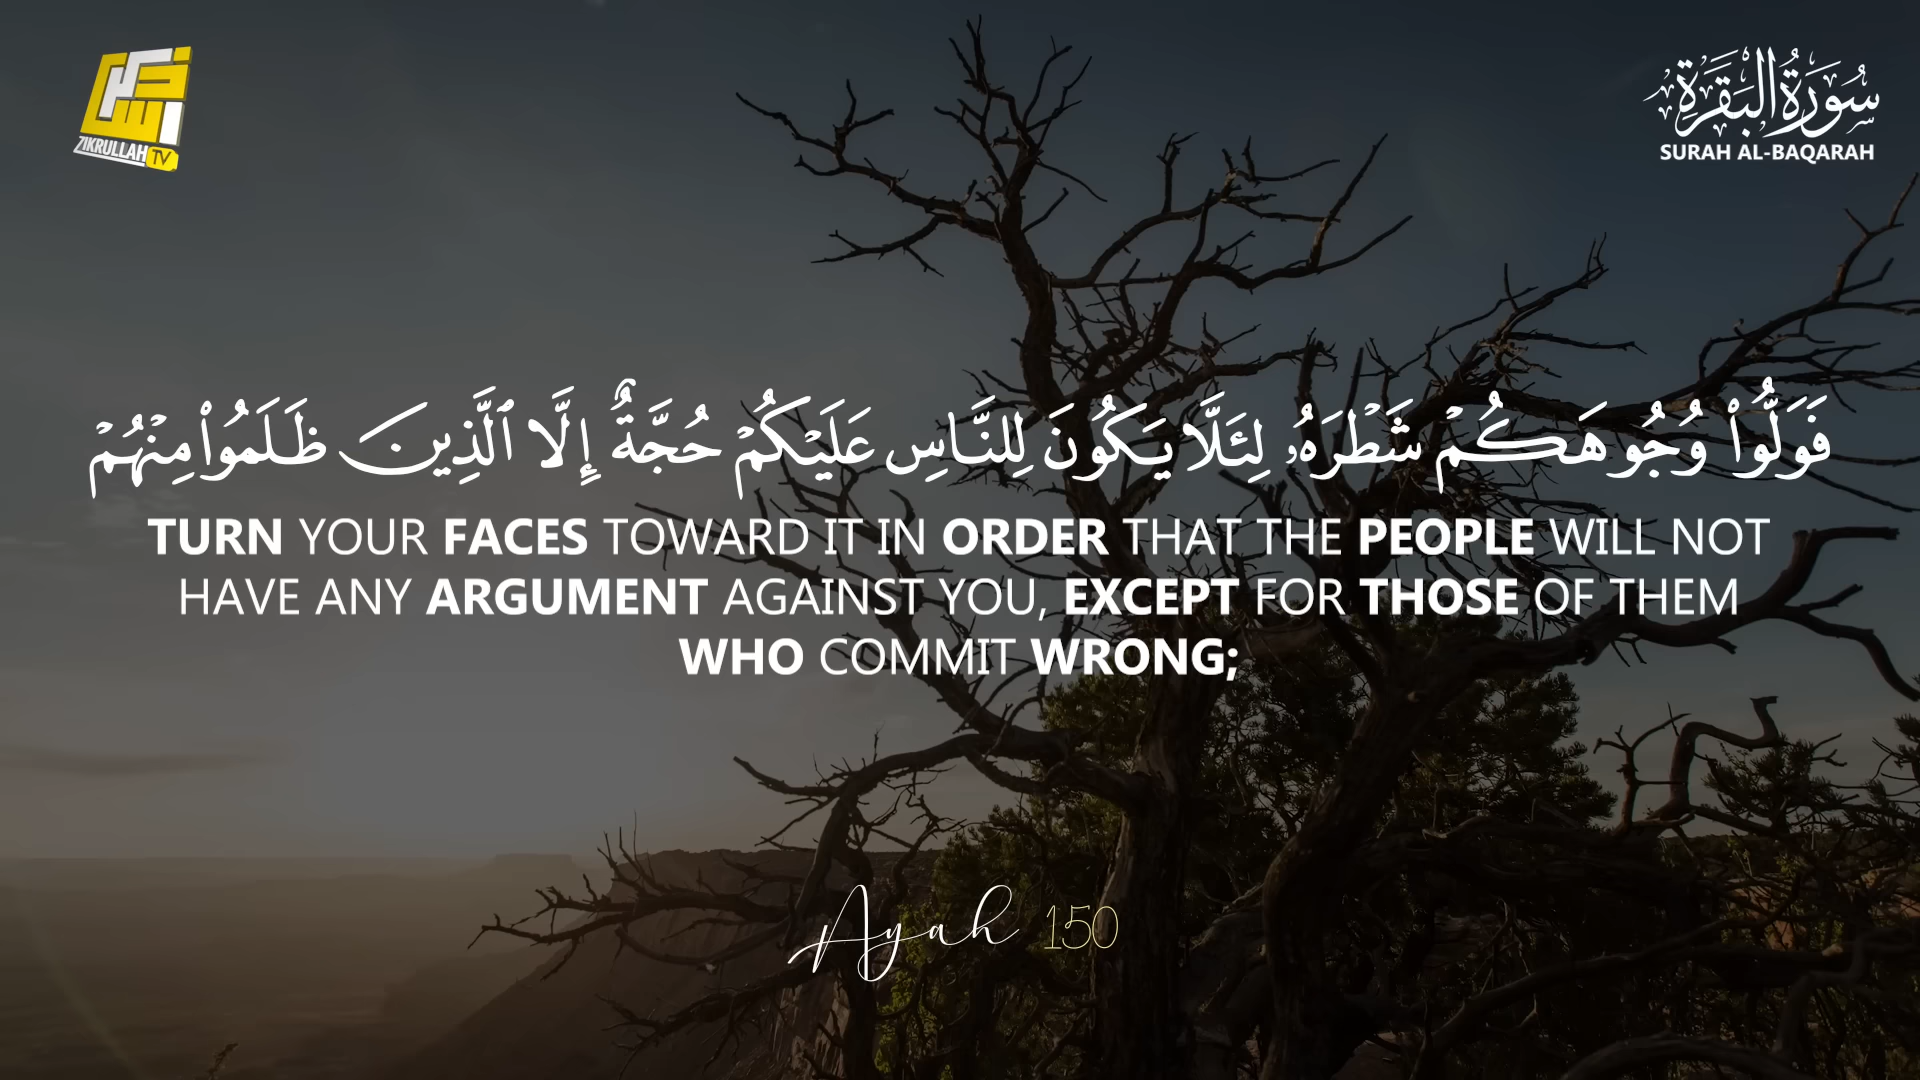 ذكر الله
ZIKRULLAH TV
سُورَةُ البَقَرَةِ
SURAH AL-BAQARAH
فَوَلُّوا۟ وُجُوهَكُمْ شَطْرَهُۥ لِئَلَّا يَكُونَ لِلنَّاسِ عَلَيْكُمْ حُجَّةٌ إِلَّا ٱلَّذِينَ ظَلَمُوا۟ مِنْهُمْ
TURN YOUR FACES TOWARD IT IN ORDER THAT THE PEOPLE WILL NOT
HAVE ANY ARGUMENT AGAINST YOU, EXCEPT FOR THOSE OF THEM
WHO COMMIT WRONG;
Ayah 150